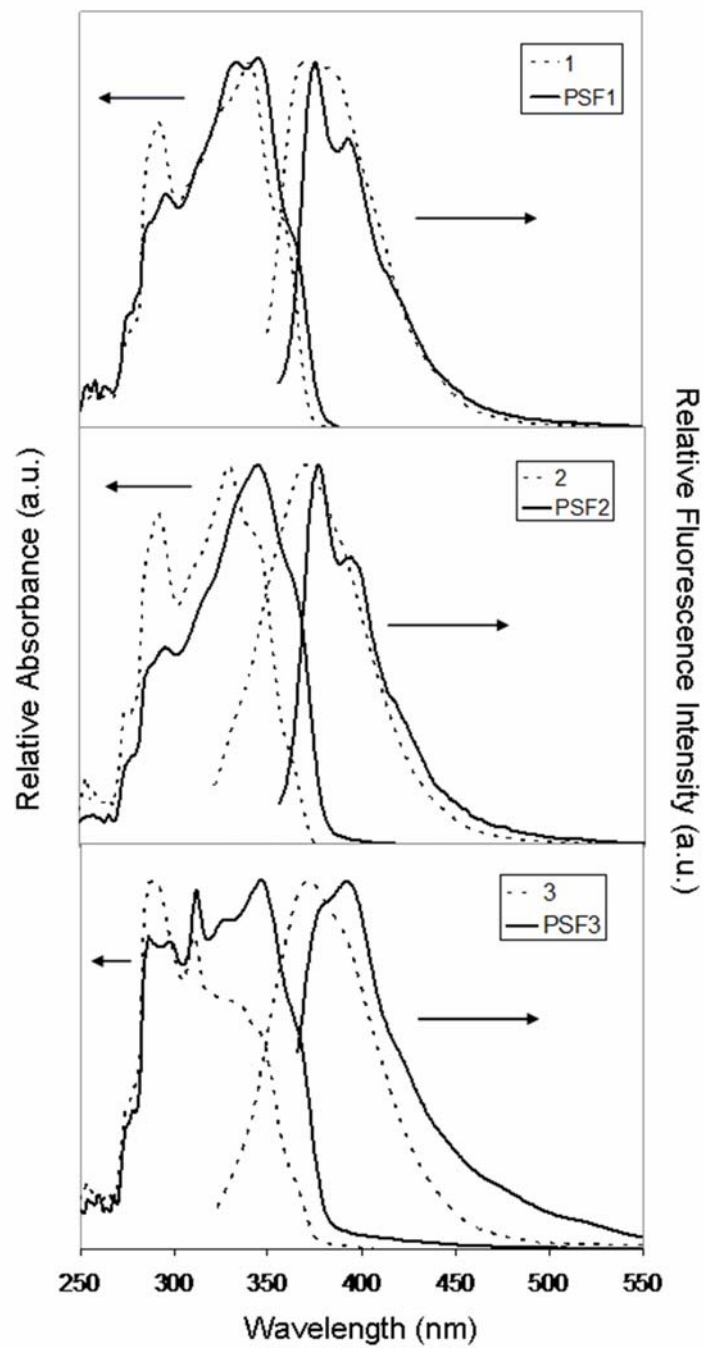 1
PSF1
2
PSF2
3
PSF3
Relative Absorbance (a.u.)
Relative Fluorescence Intensity (a.u.)
250 300 350 400 450 500 550
Wavelength (nm)